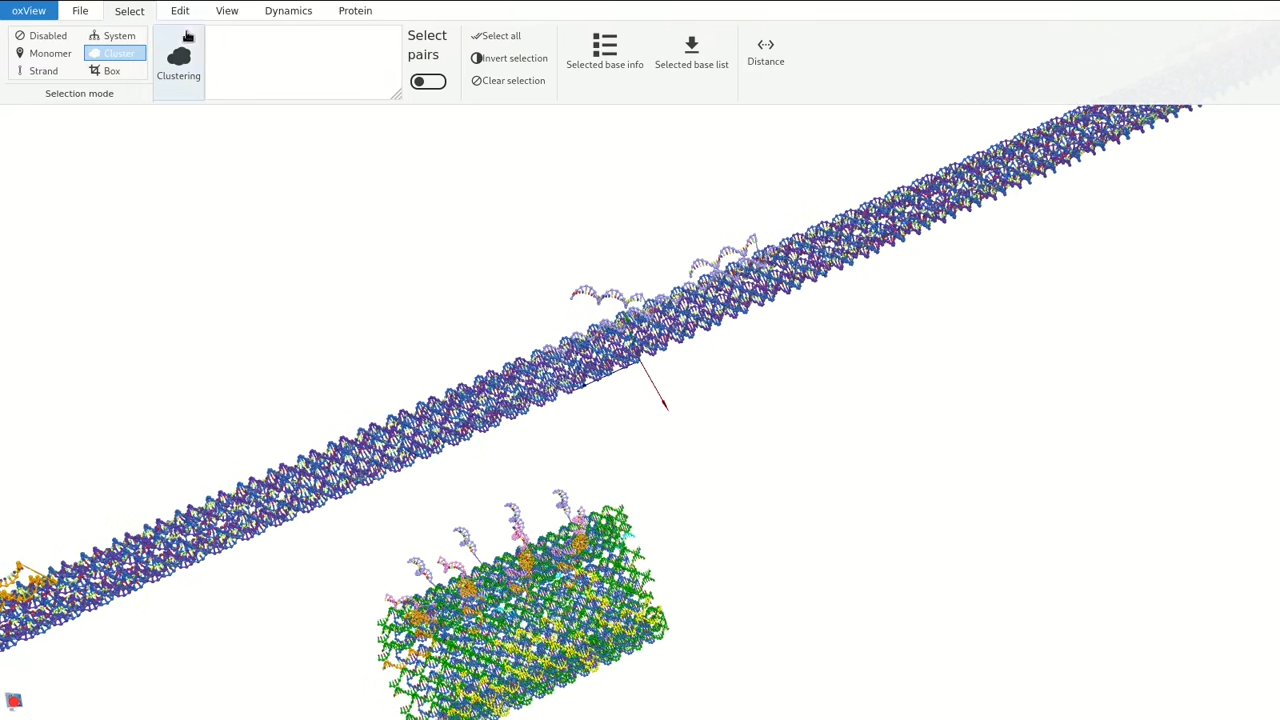 oxView File Select Edit View Dynamics Protein
Disabled System
Monomer Cluster
Strand Box
Selection mode
Clustering
Select pairs
Select all
Invert selection
Clear selection
Selected base info
Selected base list
Distance